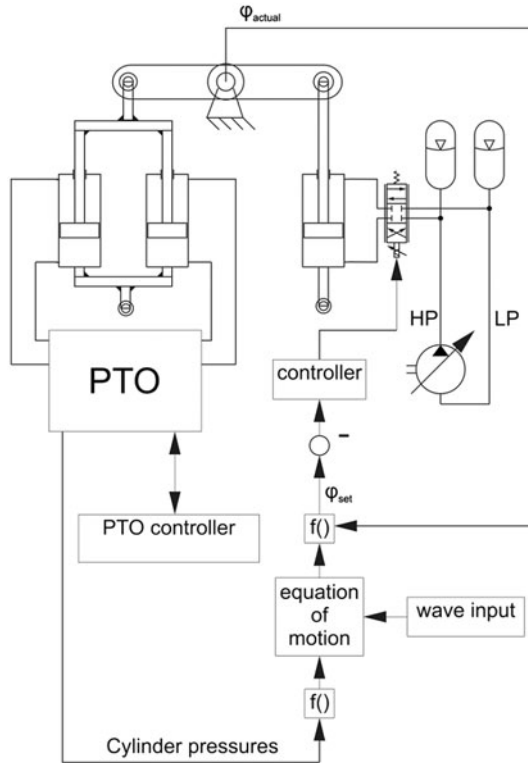 φactual
HP
LP
PTO
controller
−
φset
PTO controller
f()
equation
of
motion
wave input
f()
Cylinder pressures